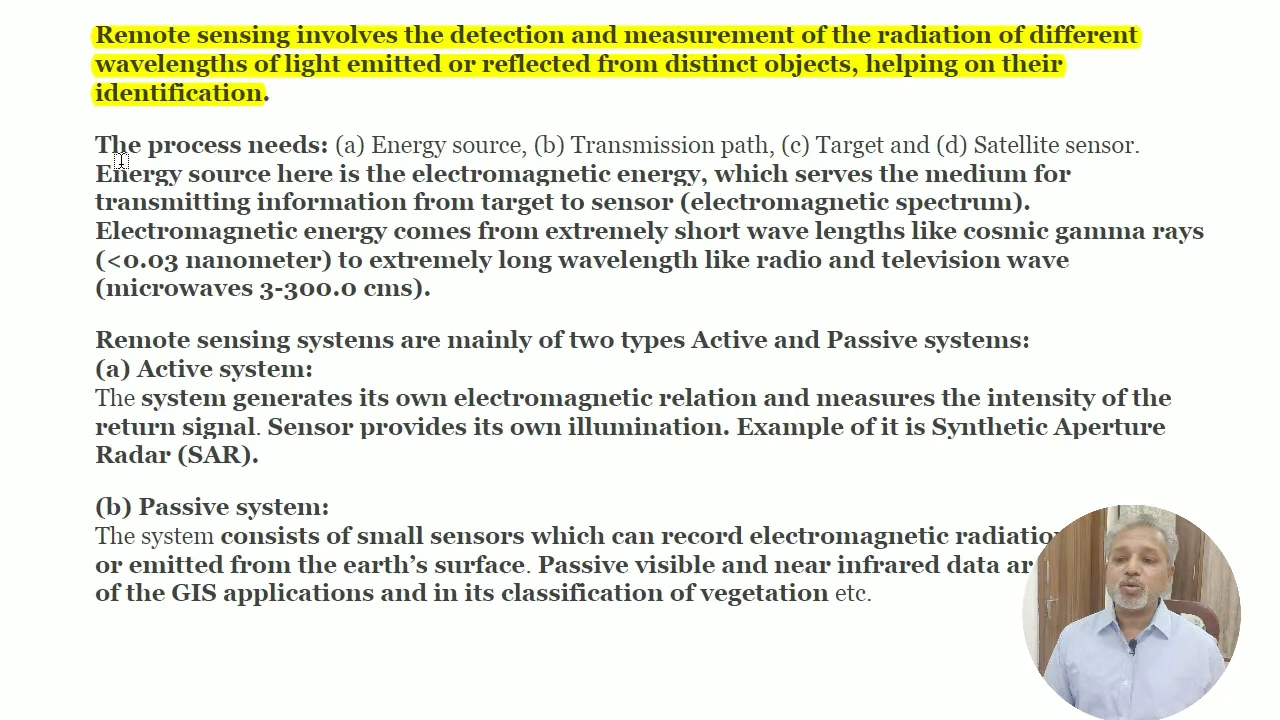 Remote sensing involves the detection and measurement of the radiation of different
wavelengths of light emitted or reflected from distinct objects, helping on their
identification.
The process needs: (a) Energy source, (b) Transmission path, (c) Target and (d) Satellite sensor.
Energy source here is the electromagnetic energy, which serves the medium for
transmitting information from target to sensor (electromagnetic spectrum).
Electromagnetic energy comes from extremely short wave lengths like cosmic gamma rays
(<0.03 nanometer) to extremely long wavelength like radio and television wave
(microwaves 3-300.0 cms).
Remote sensing systems are mainly of two types Active and Passive systems:
(a) Active system:
The system generates its own electromagnetic relation and measures the intensity of the
return signal. Sensor provides its own illumination. Example of it is Synthetic Aperture
Radar (SAR).
(b) Passive system:
The system consists of small sensors which can record electromagnetic
or emitted from the earth's surface. Passive visible and near infrared data
of the GIS applications and in its classification of vegetation etc.